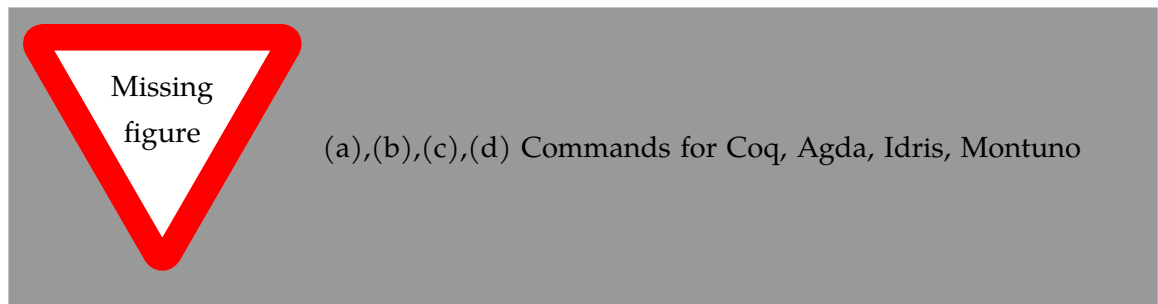 Missing
figure
(a),(b),(c),(d) Commands for Coq, Agda, Idris, Montuno